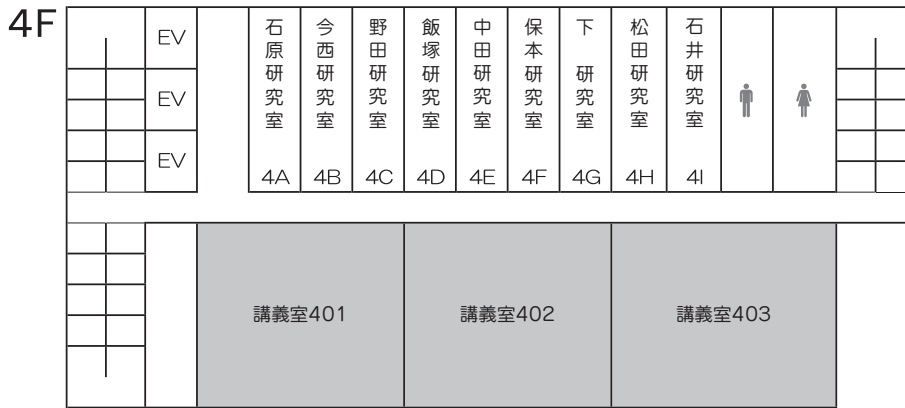 4F
EV
EV
EV
石原研究室
4A
今西研究室
4B
野田研究室
4C
飯塚研究室
4D
中田研究室
4E
保本研究室
4F
下 研究室
4G
松田研究室
4H
石井研究室
4I
講義室401
講義室402
講義室403